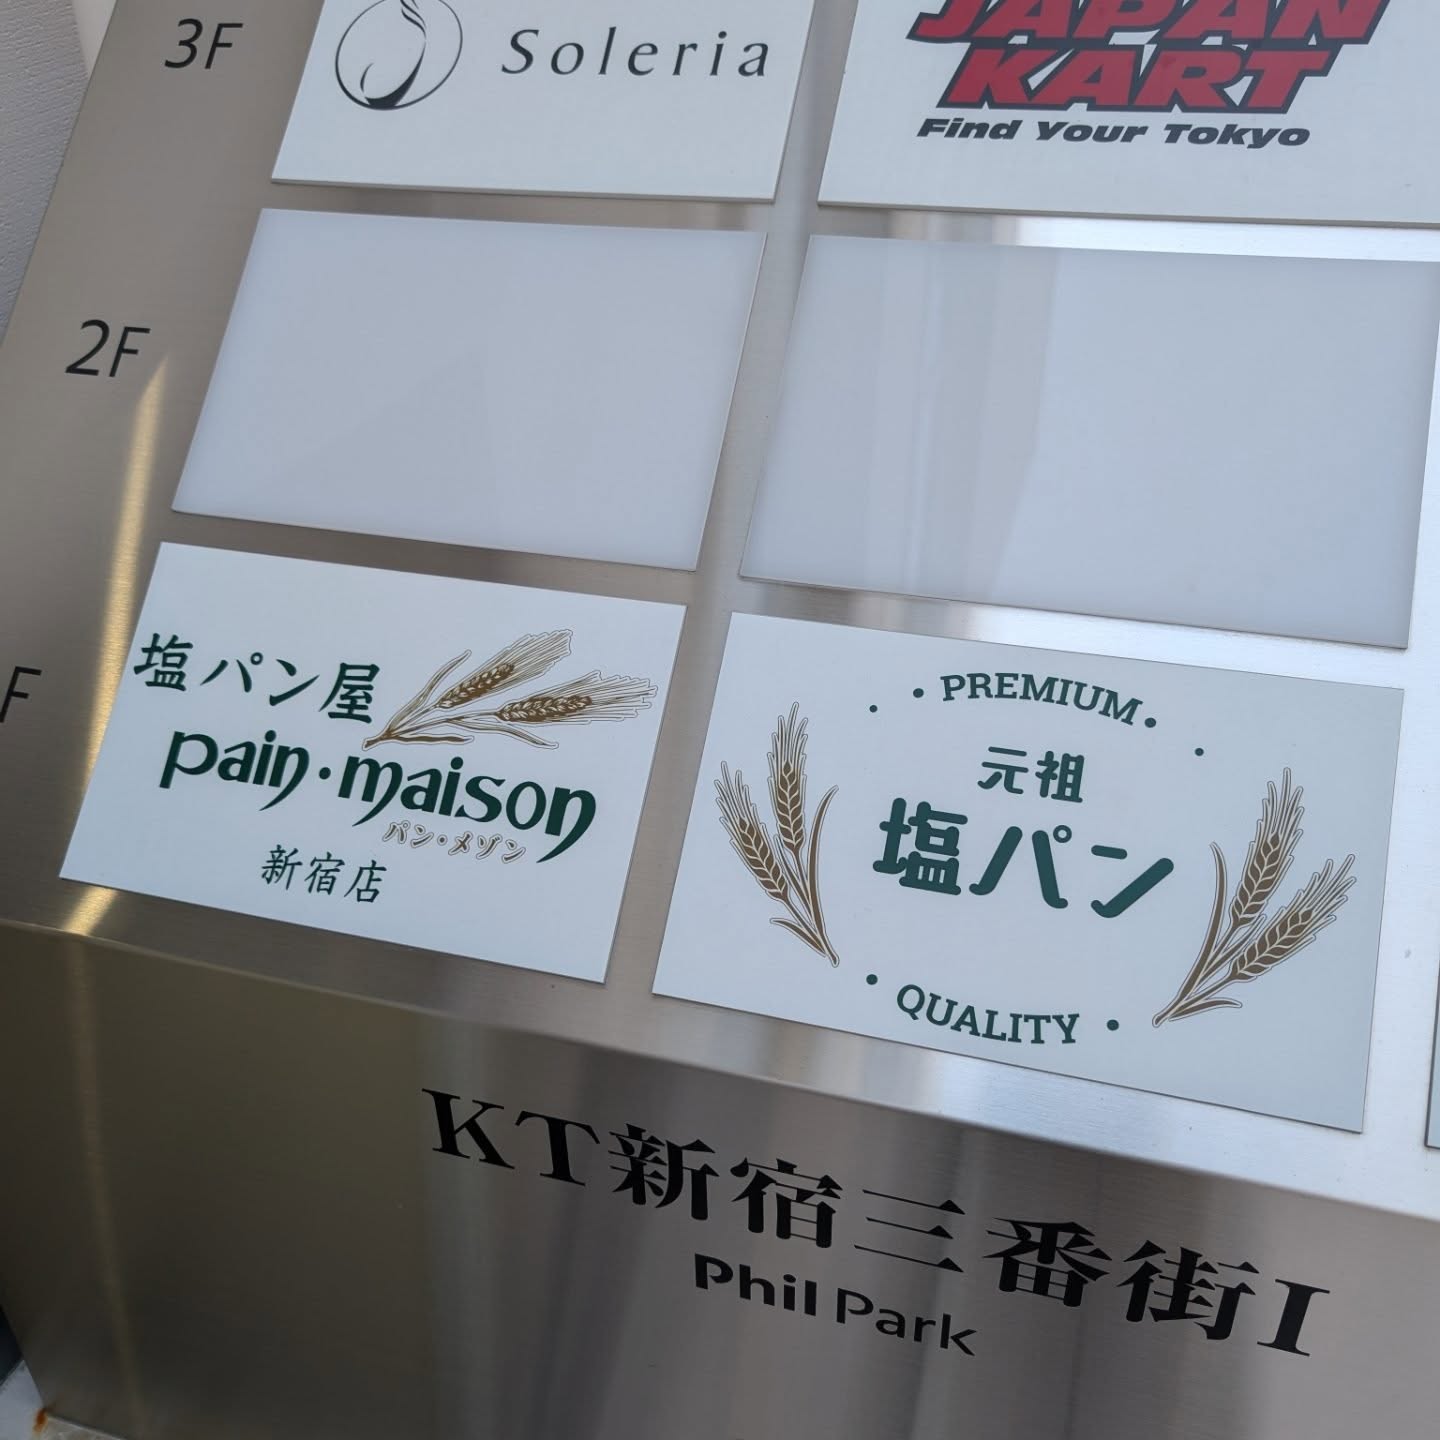 3F
Soleria
JAPAN
KART
Find Your Tokyo
2F
F
塩パン屋
pain・maison
パン・メゾン
新宿店
PREMIUM
元祖
塩パン
QUALITY
KT新宿三番街I
Phil Park